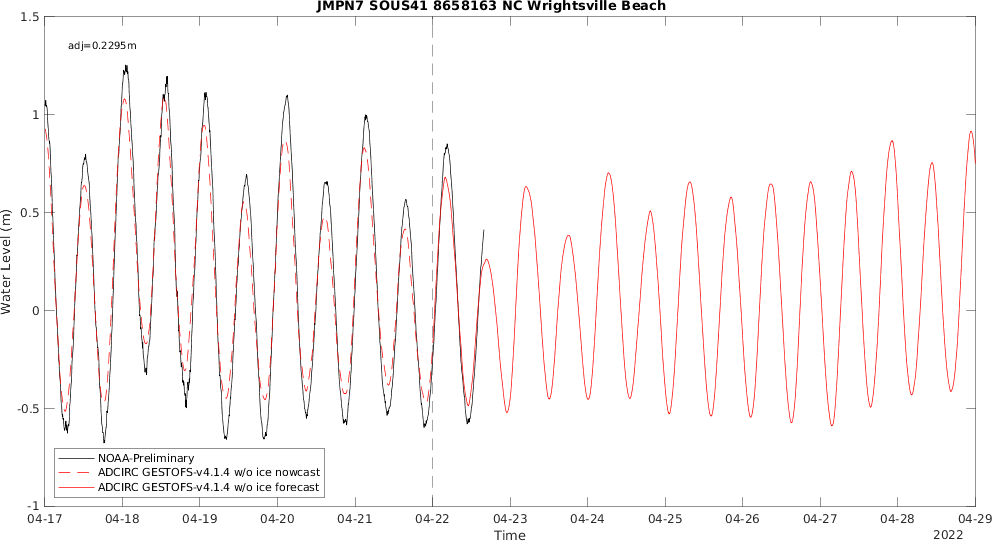 JMPN7 SOUS41 8658163 NC Wrightsville Beach
adj=0.2295m
1.5
1
0.5
0
-0.5
-1
Water Level (m)
NOAA-Preliminary
ADCIRC GESTOFS-v4.1.4 w/o ice nowcast
ADCIRC GESTOFS-v4.1.4 w/o ice forecast
04-17 04-18 04-19 04-20 04-21 04-22 04-23 04-24 04-25 04-26 04-27 04-28 04-29
Time
2022